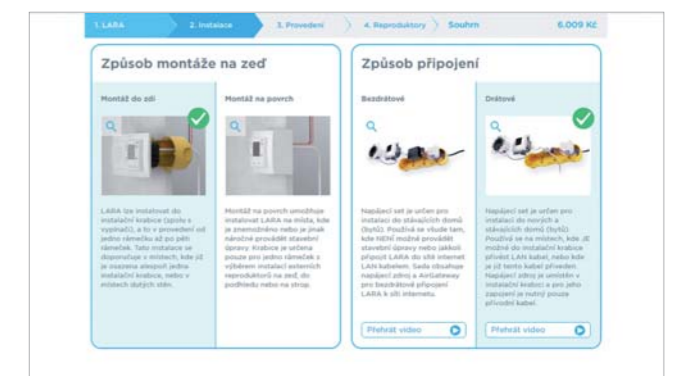 1. LARA
2. Instalace
3. Provedení
4. Reproduktory
Souhrn
6.009 Kč
Způsob montáže na zeď
Montáž do zdi
LARA lze instalovat do
instalační krabice (spolu s
vypínači), a to v provedení od
jedno rámečku až po pěti
rámeček. Tato instalace se
doporučuje v místech, kde již
je osazena alespoň jedna
instalační krabice, nebo v
místech dutých stěn.
Montáž na povrch
Montáž na povrch umožňuje
instalovat LARA na místa, kde
je znemožněno nebo je jinak
náročné provádět stavební
úpravy. Krabice je určena
pouze pro jedno rámeček s
výběrem instalací externích
reproduktorů na zeď, do
podhledu nebo na strop.
Způsob připojení
Bezdrátové
Napájecí set je určen pro
instalaci do stávajících domů
(bytů). Používá se všude tam,
kde NENÍ možné provádět
stavební úpravy nebo jakkoli
připojit LARA do sítě internet
LAN kabelem. Sada obsahuje
napájecí zdroj a AirGateway
pro bezdrátové připojení
LARA k síti internetu.
Přehrát video
Drátové
Napájecí set je určen pro
instalaci do nových a
stávajících domů (bytů).
Používá se na místech, kde JE
možné do instalační krabice
přivést LAN kabel, nebo kde
je již tento kabel přiveden.
Napájecí zdroj je umístěn v
instalační krabici a pro jeho
zapojení je nutný pouze
přívodní kabel.
Přehrát video